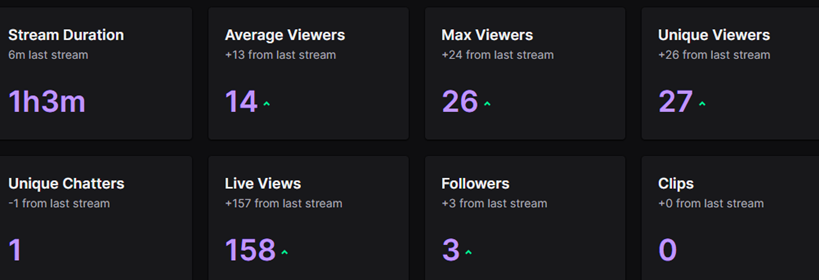 Stream Duration
6m last stream
1h3m
Average Viewers
+13 from last stream
14
Max Viewers
+24 from last stream
26
Unique Viewers
+26 from last stream
27
Unique Chatters
-1 from last stream
1
Live Views
+157 from last stream
158
Followers
+3 from last stream
3
Clips
+0 from last stream
0